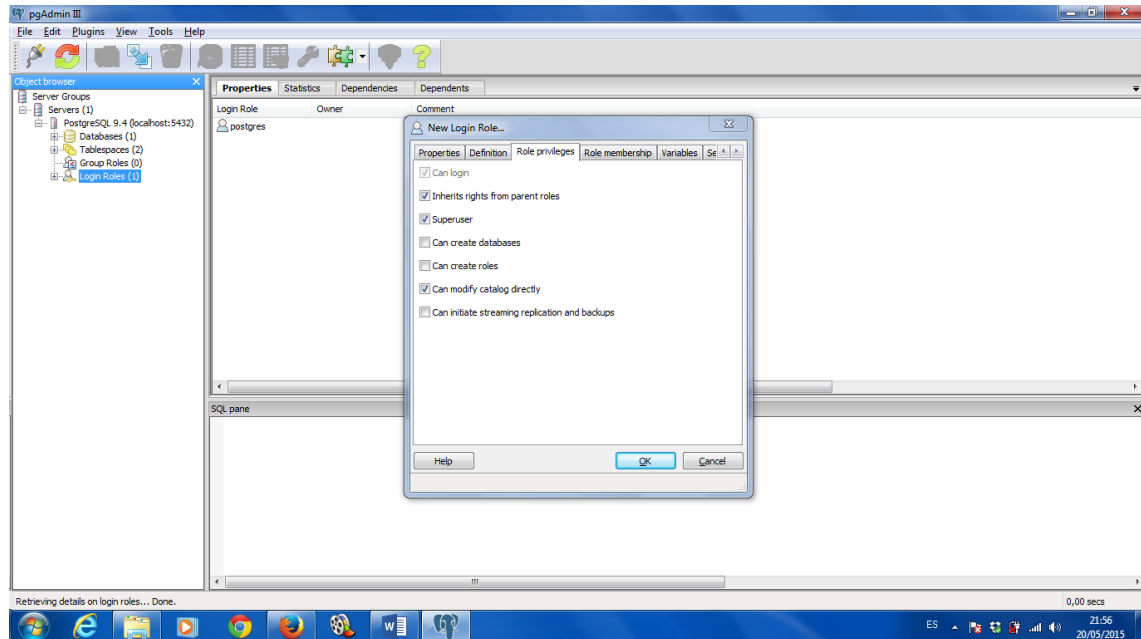 pgAdmin III
File Edit Plugins View Tools Help
Object browser
Server Groups
Servers (1)
PostgreSQL 9.4 (localhost:5432)
Databases (1)
Tablespaces (2)
Group Roles (0)
Login Roles (1)
Properties Statistics Dependencies Dependents
Login Role Owner Comment
postgres
New Login Role...
Properties Definition Role privileges Role membership Variables Se
Can login
Inherits rights from parent roles
Superuser
Can create databases
Can create roles
Can modify catalog directly
Can initiate streaming replication and backups
Help OK Cancel
SQL pane
Retrieving details on login roles... Done.
0,00 secs
ES
21:56
20/05/2015